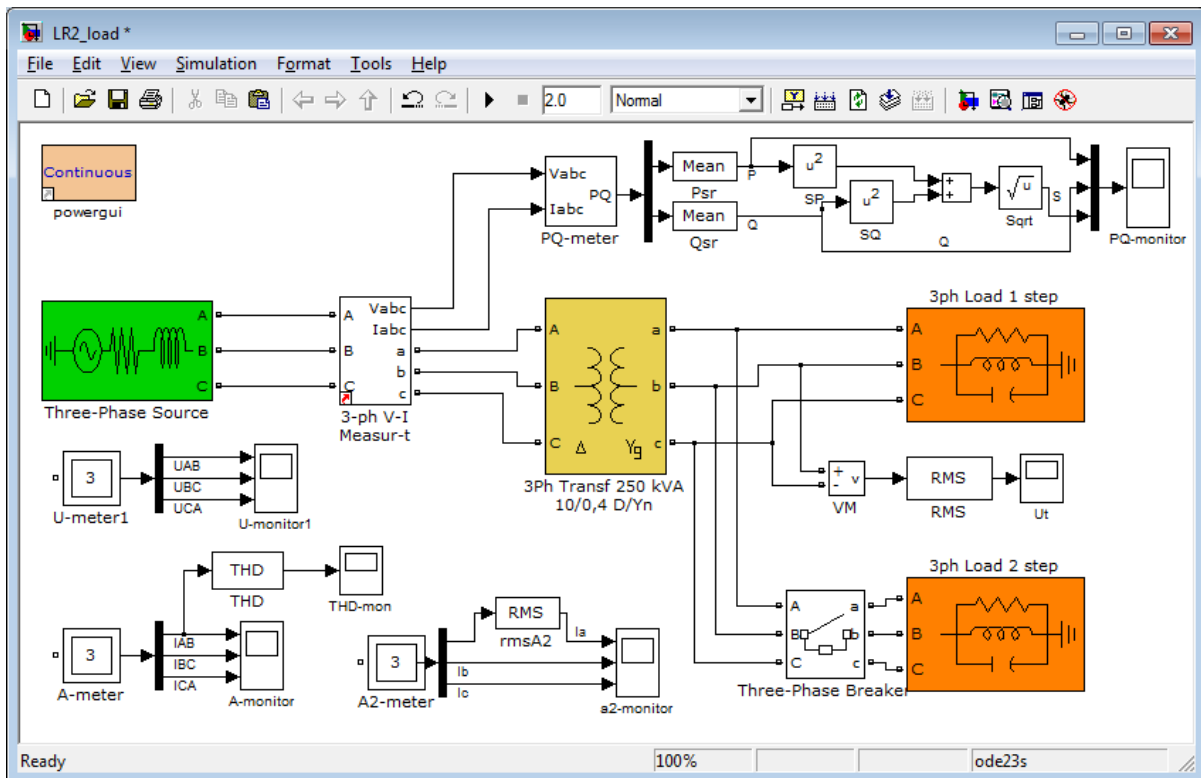 LR2_load *
File Edit View Simulation Format Tools Help
2.0 Normal
Continuous
powergui
Vabc
Iabc
PQ
PQ-meter
Mean
Psr
P
Mean
Qsr
Q
u²
SP
u²
SQ
Q
+
+
√u
Sqrt
S
PQ-monitor
A
B
C
Three-Phase Source
A
B
C
Vabc
Iabc
a
b
c
3-ph V-I
Measur-t
A
B
C
a
b
c
Δ
Yg
3Ph Transf 250 kVA
10/0,4 D/Yn
3ph Load 1 step
A
B
C
3
U-meter1
UAB
UBC
UCA
U-monitor1
+
-
v
VM
RMS
RMS
Ut
THD
THD
THD-mon
3
A-meter
IAB
IBC
ICA
A-monitor
3
A2-meter
RMS
rmsA2
Ia
Ib
Ic
a2-monitor
A
B
C
a
b
c
Three-Phase Breaker
3ph Load 2 step
A
B
C
Ready 100% ode23s